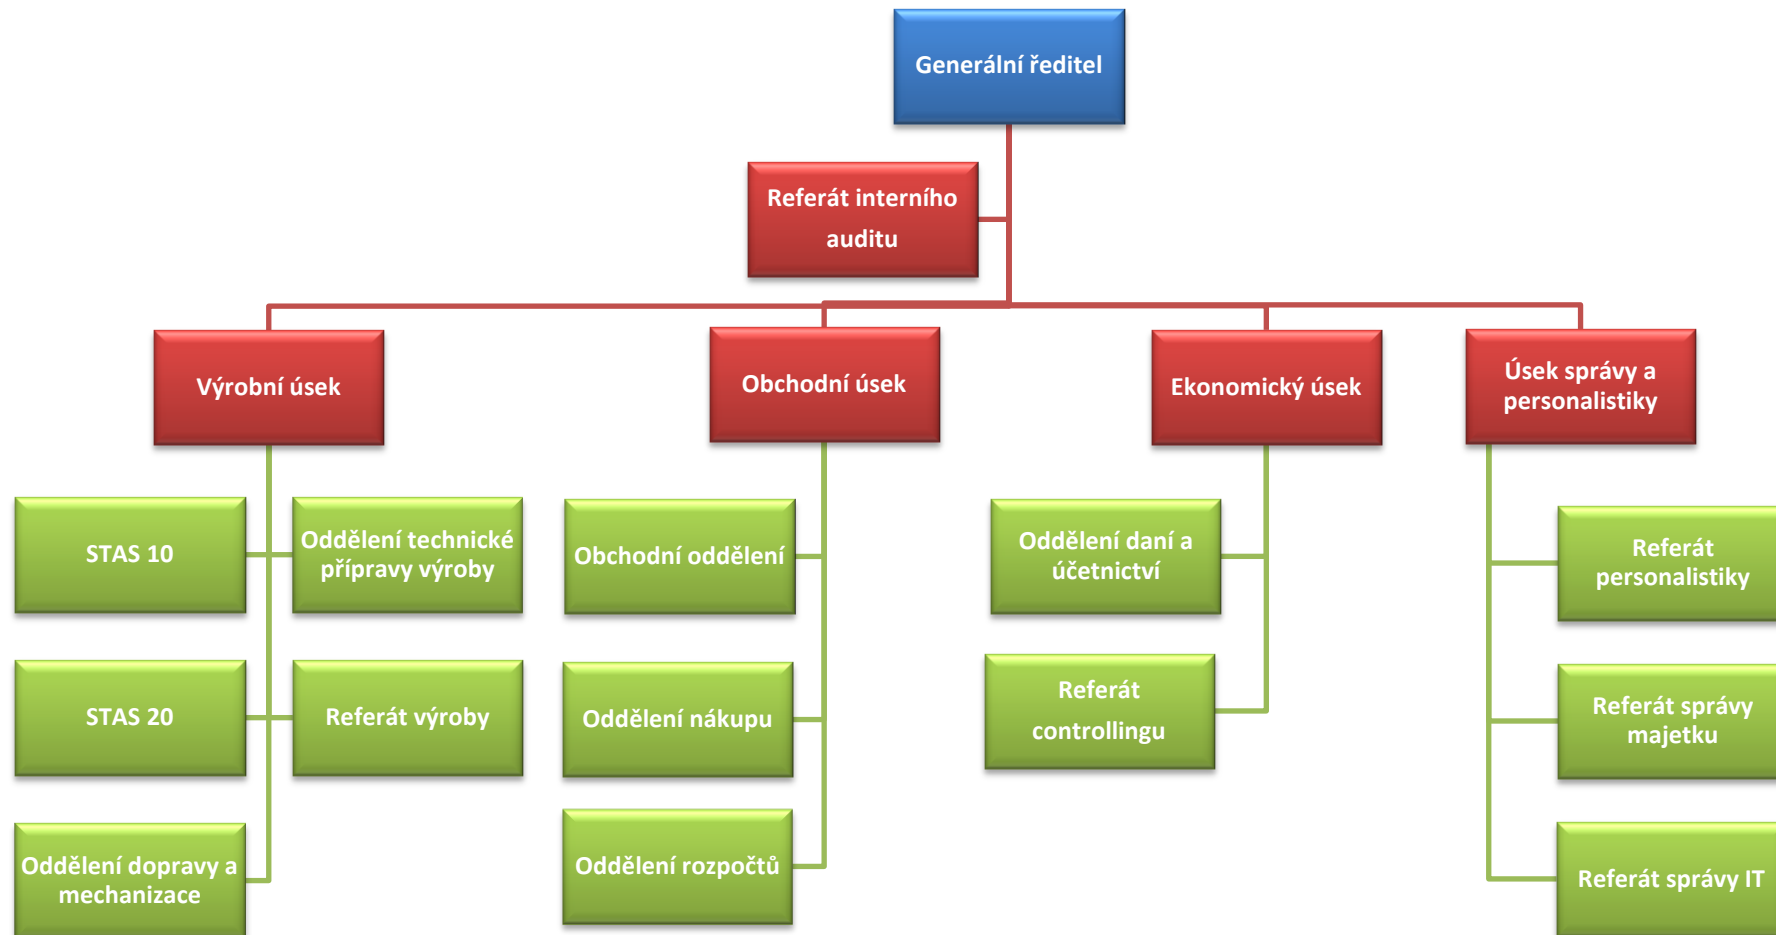 Generální ředitel
Referát interního
auditu
Výrobní úsek
Obchodní úsek
Ekonomický úsek
Úsek správy a
personalistiky
STAS 10
Oddělení technické
přípravy výroby
Obchodní oddělení
Oddělení daní a
účetnictví
Referát
personalistiky
STAS 20
Referát výroby
Oddělení nákupu
Referát
controllingu
Referát správy
majetku
Oddělení dopravy a
mechanizace
Oddělení rozpočtů
Referát správy IT